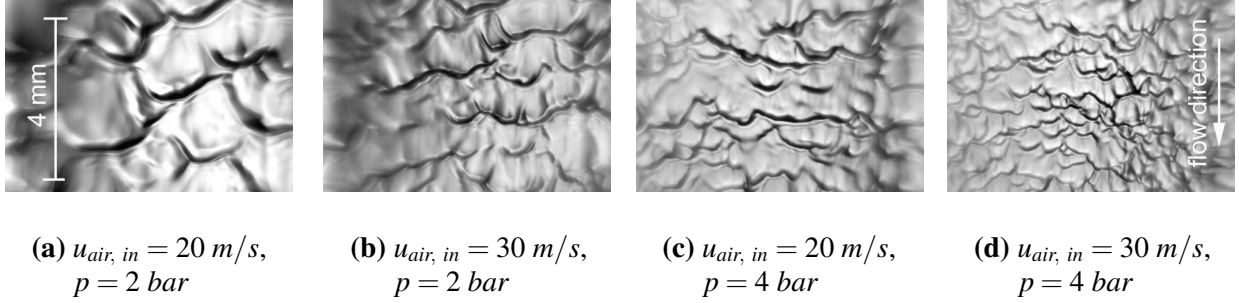 4 mm
flow direction
(a) u_air, in = 20 m/s,
p = 2 bar
(b) u_air, in = 30 m/s,
p = 2 bar
(c) u_air, in = 20 m/s,
p = 4 bar
(d) u_air, in = 30 m/s,
p = 4 bar